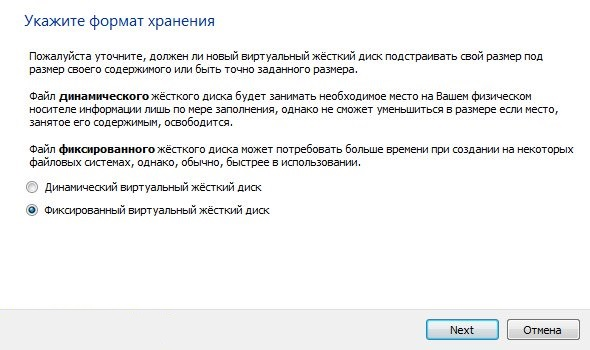 Укажите формат хранения
Пожалуйста уточните, должен ли новый виртуальный жёсткий диск подстраивать свой размер под
размер своего содержимого или быть точно заданного размера.
Файл динамического жёсткого диска будет занимать необходимое место на Вашем физическом
носителе информации лишь по мере заполнения, однако не сможет уменьшиться в размере если место,
занятое его содержимым, освободится.
Файл фиксированного жёсткого диска может потребовать больше времени при создании на некоторых
файловых системах, однако, обычно, быстрее в использовании.
Динамический виртуальный жёсткий диск
Фиксированный виртуальный жёсткий диск
Next
Отмена